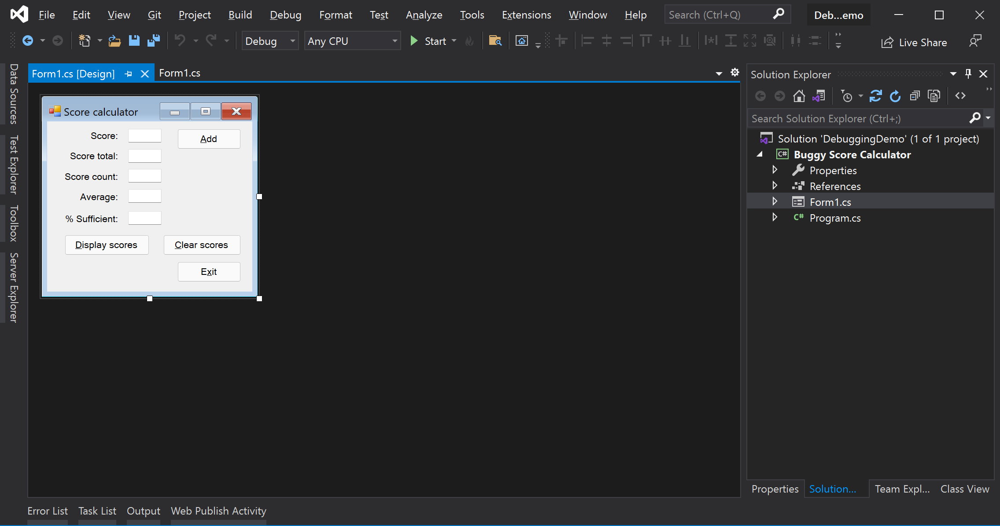 File Edit View Git Project Build Debug Format Test Analyze Tools Extensions Window Help Search (Ctrl+Q) Deb...emo
Debug Any CPU Start Live Share
Data Sources
Test Explorer
Toolbox
Server Explorer
Form1.cs [Design] Form1.cs
Score calculator
Score:
Add
Score total:
Score count:
Average:
% Sufficient:
Display scores Clear scores
Exit
Solution Explorer
Search Solution Explorer (Ctrl+;)
Solution 'DebuggingDemo' (1 of 1 project)
C# Buggy Score Calculator
Properties
References
Form1.cs
C# Program.cs
Properties Solution... Team Expl... Class View
Error List Task List Output Web Publish Activity